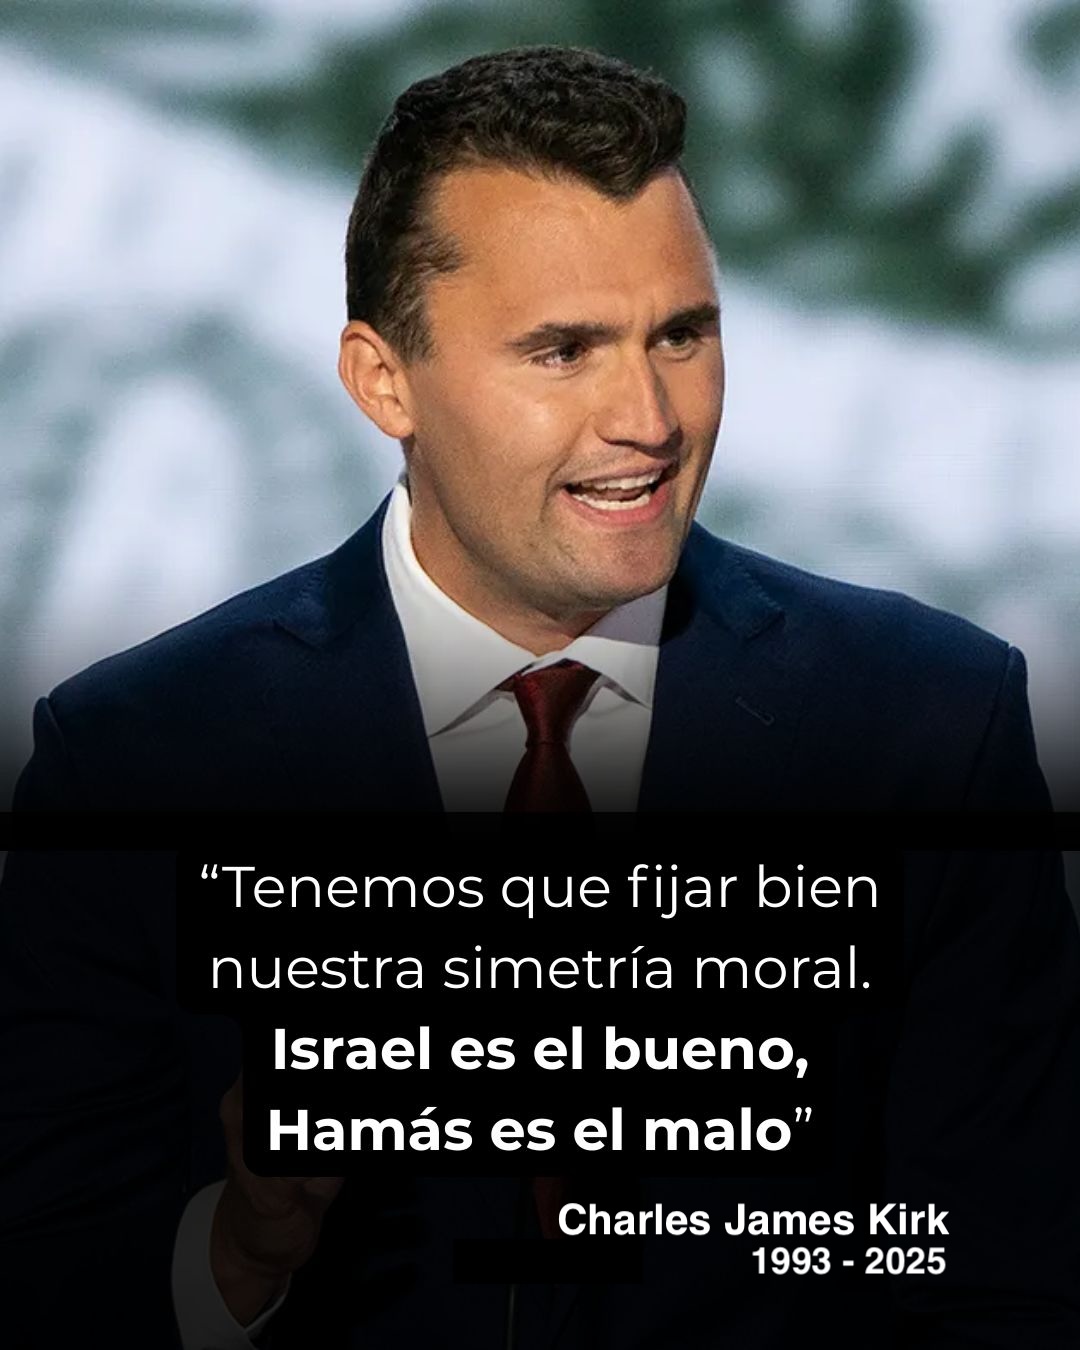 “Tenemos que fijar bien
nuestra simetría moral.
Israel es el bueno,
Hamás es el malo”
Charles James Kirk
1993 - 2025